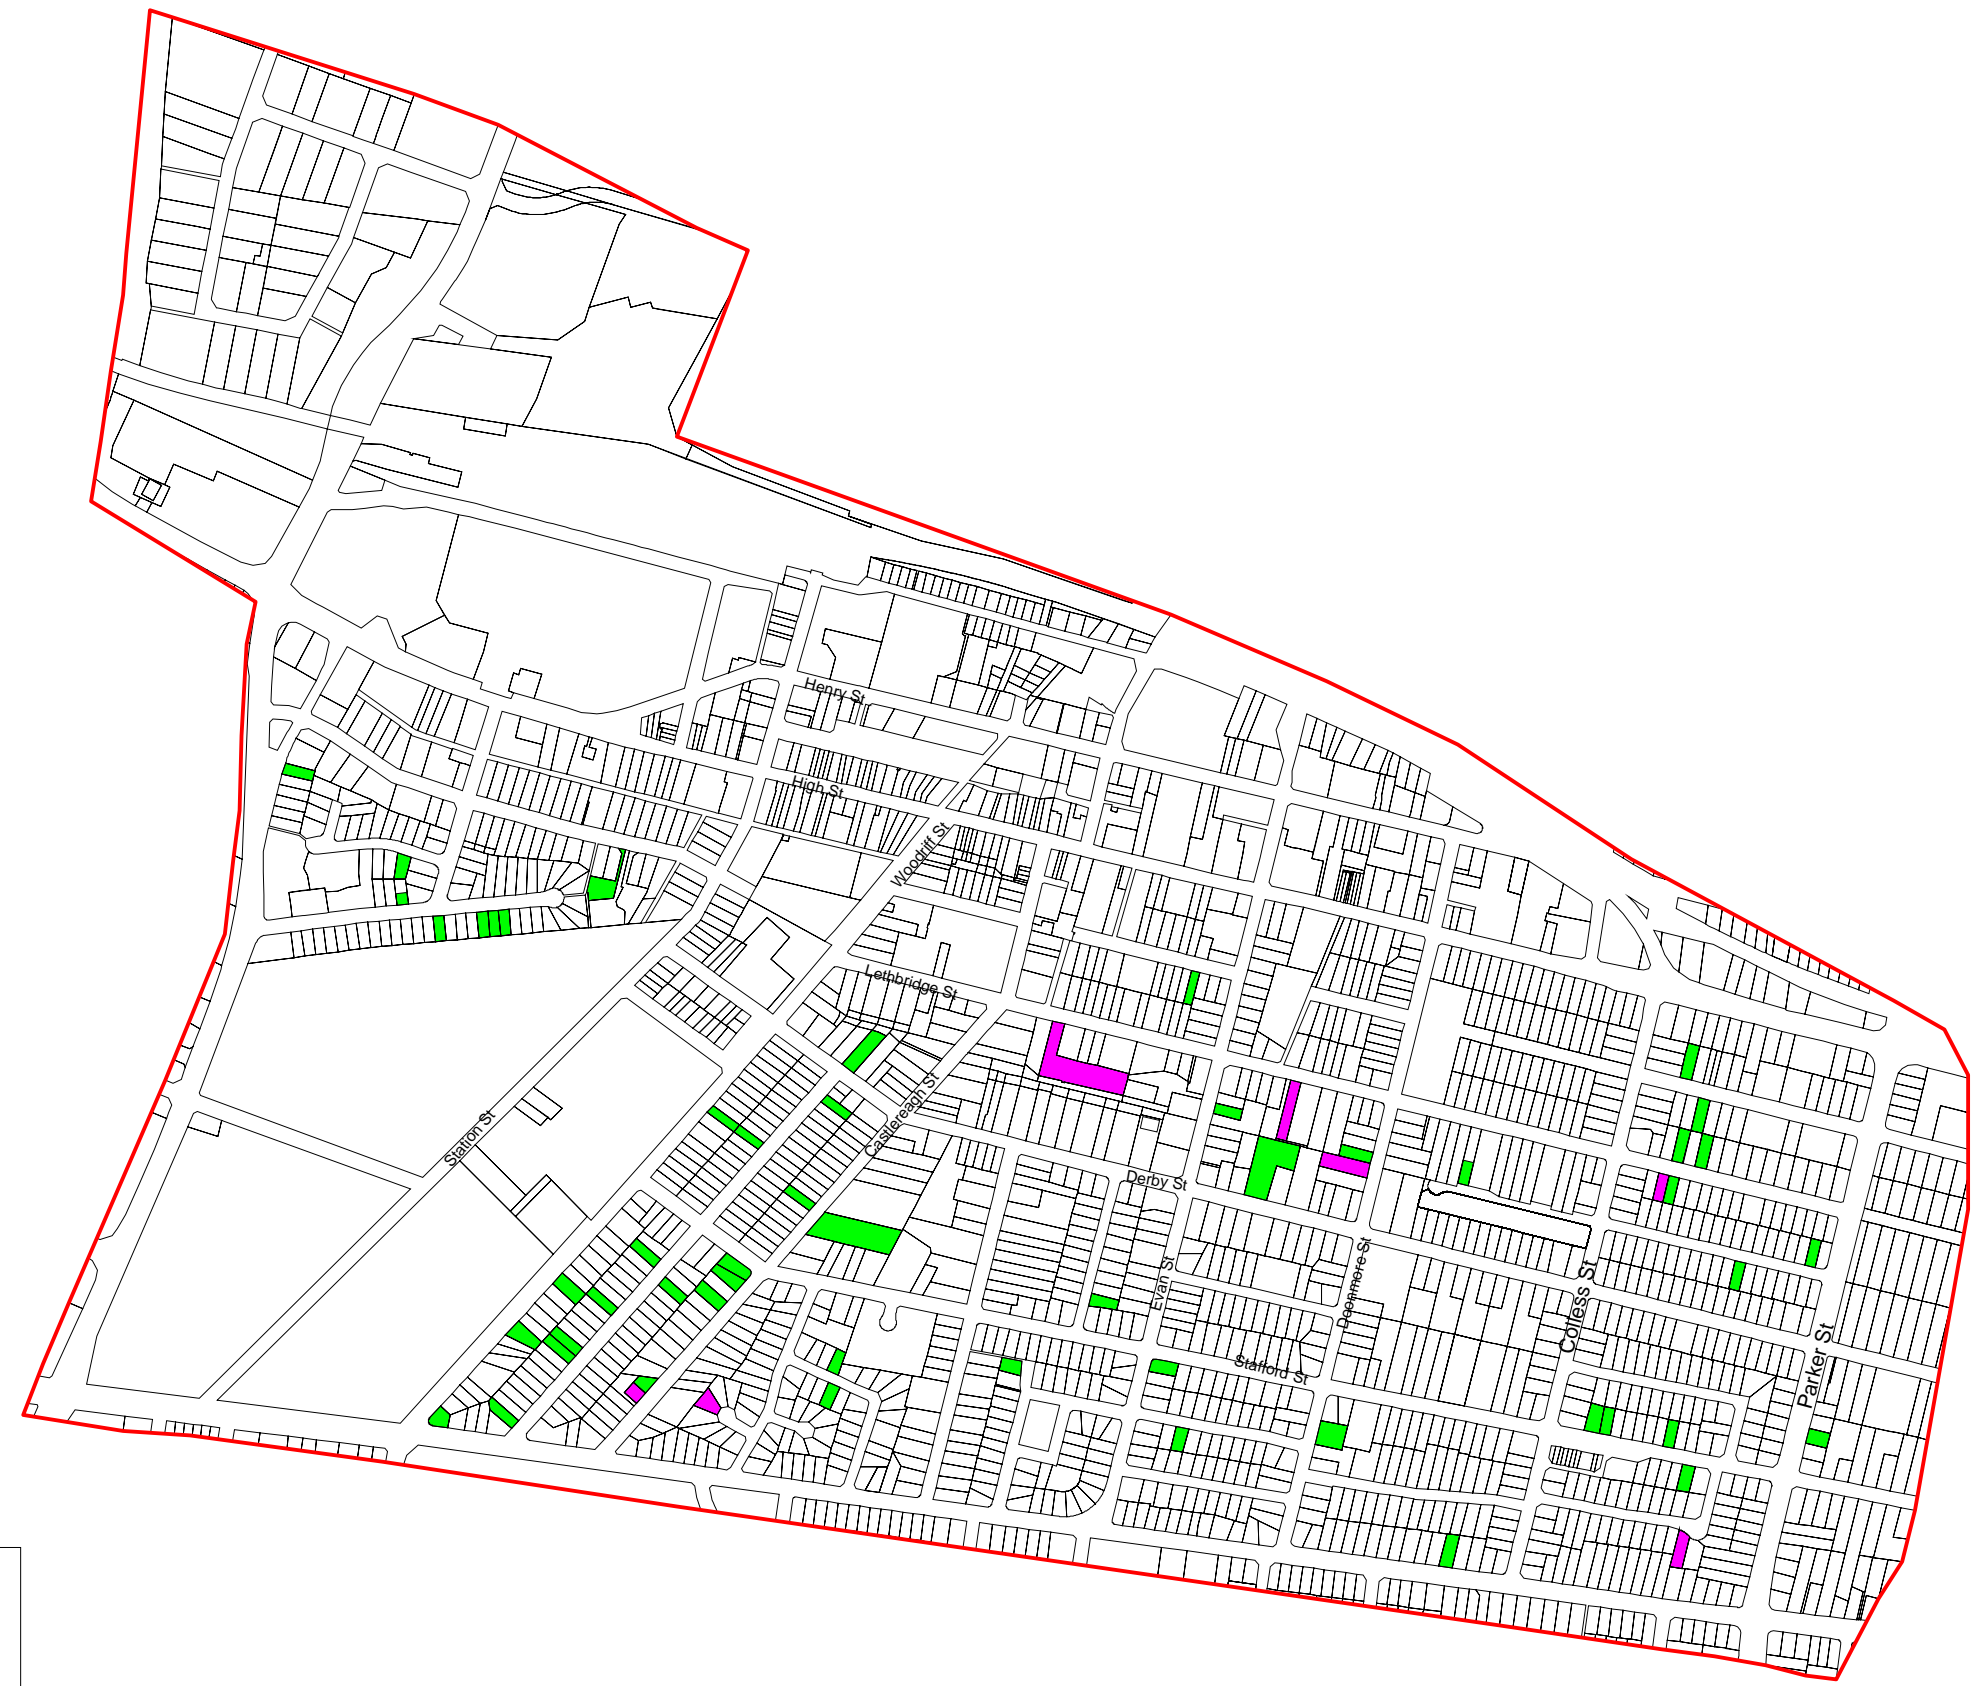 Henry St
High St
Woodriff St
Lethbridge St
Castlereagh St
Station St
Derby St
Evan St
Doonmore St
Colless St
Stafford St
Parker St